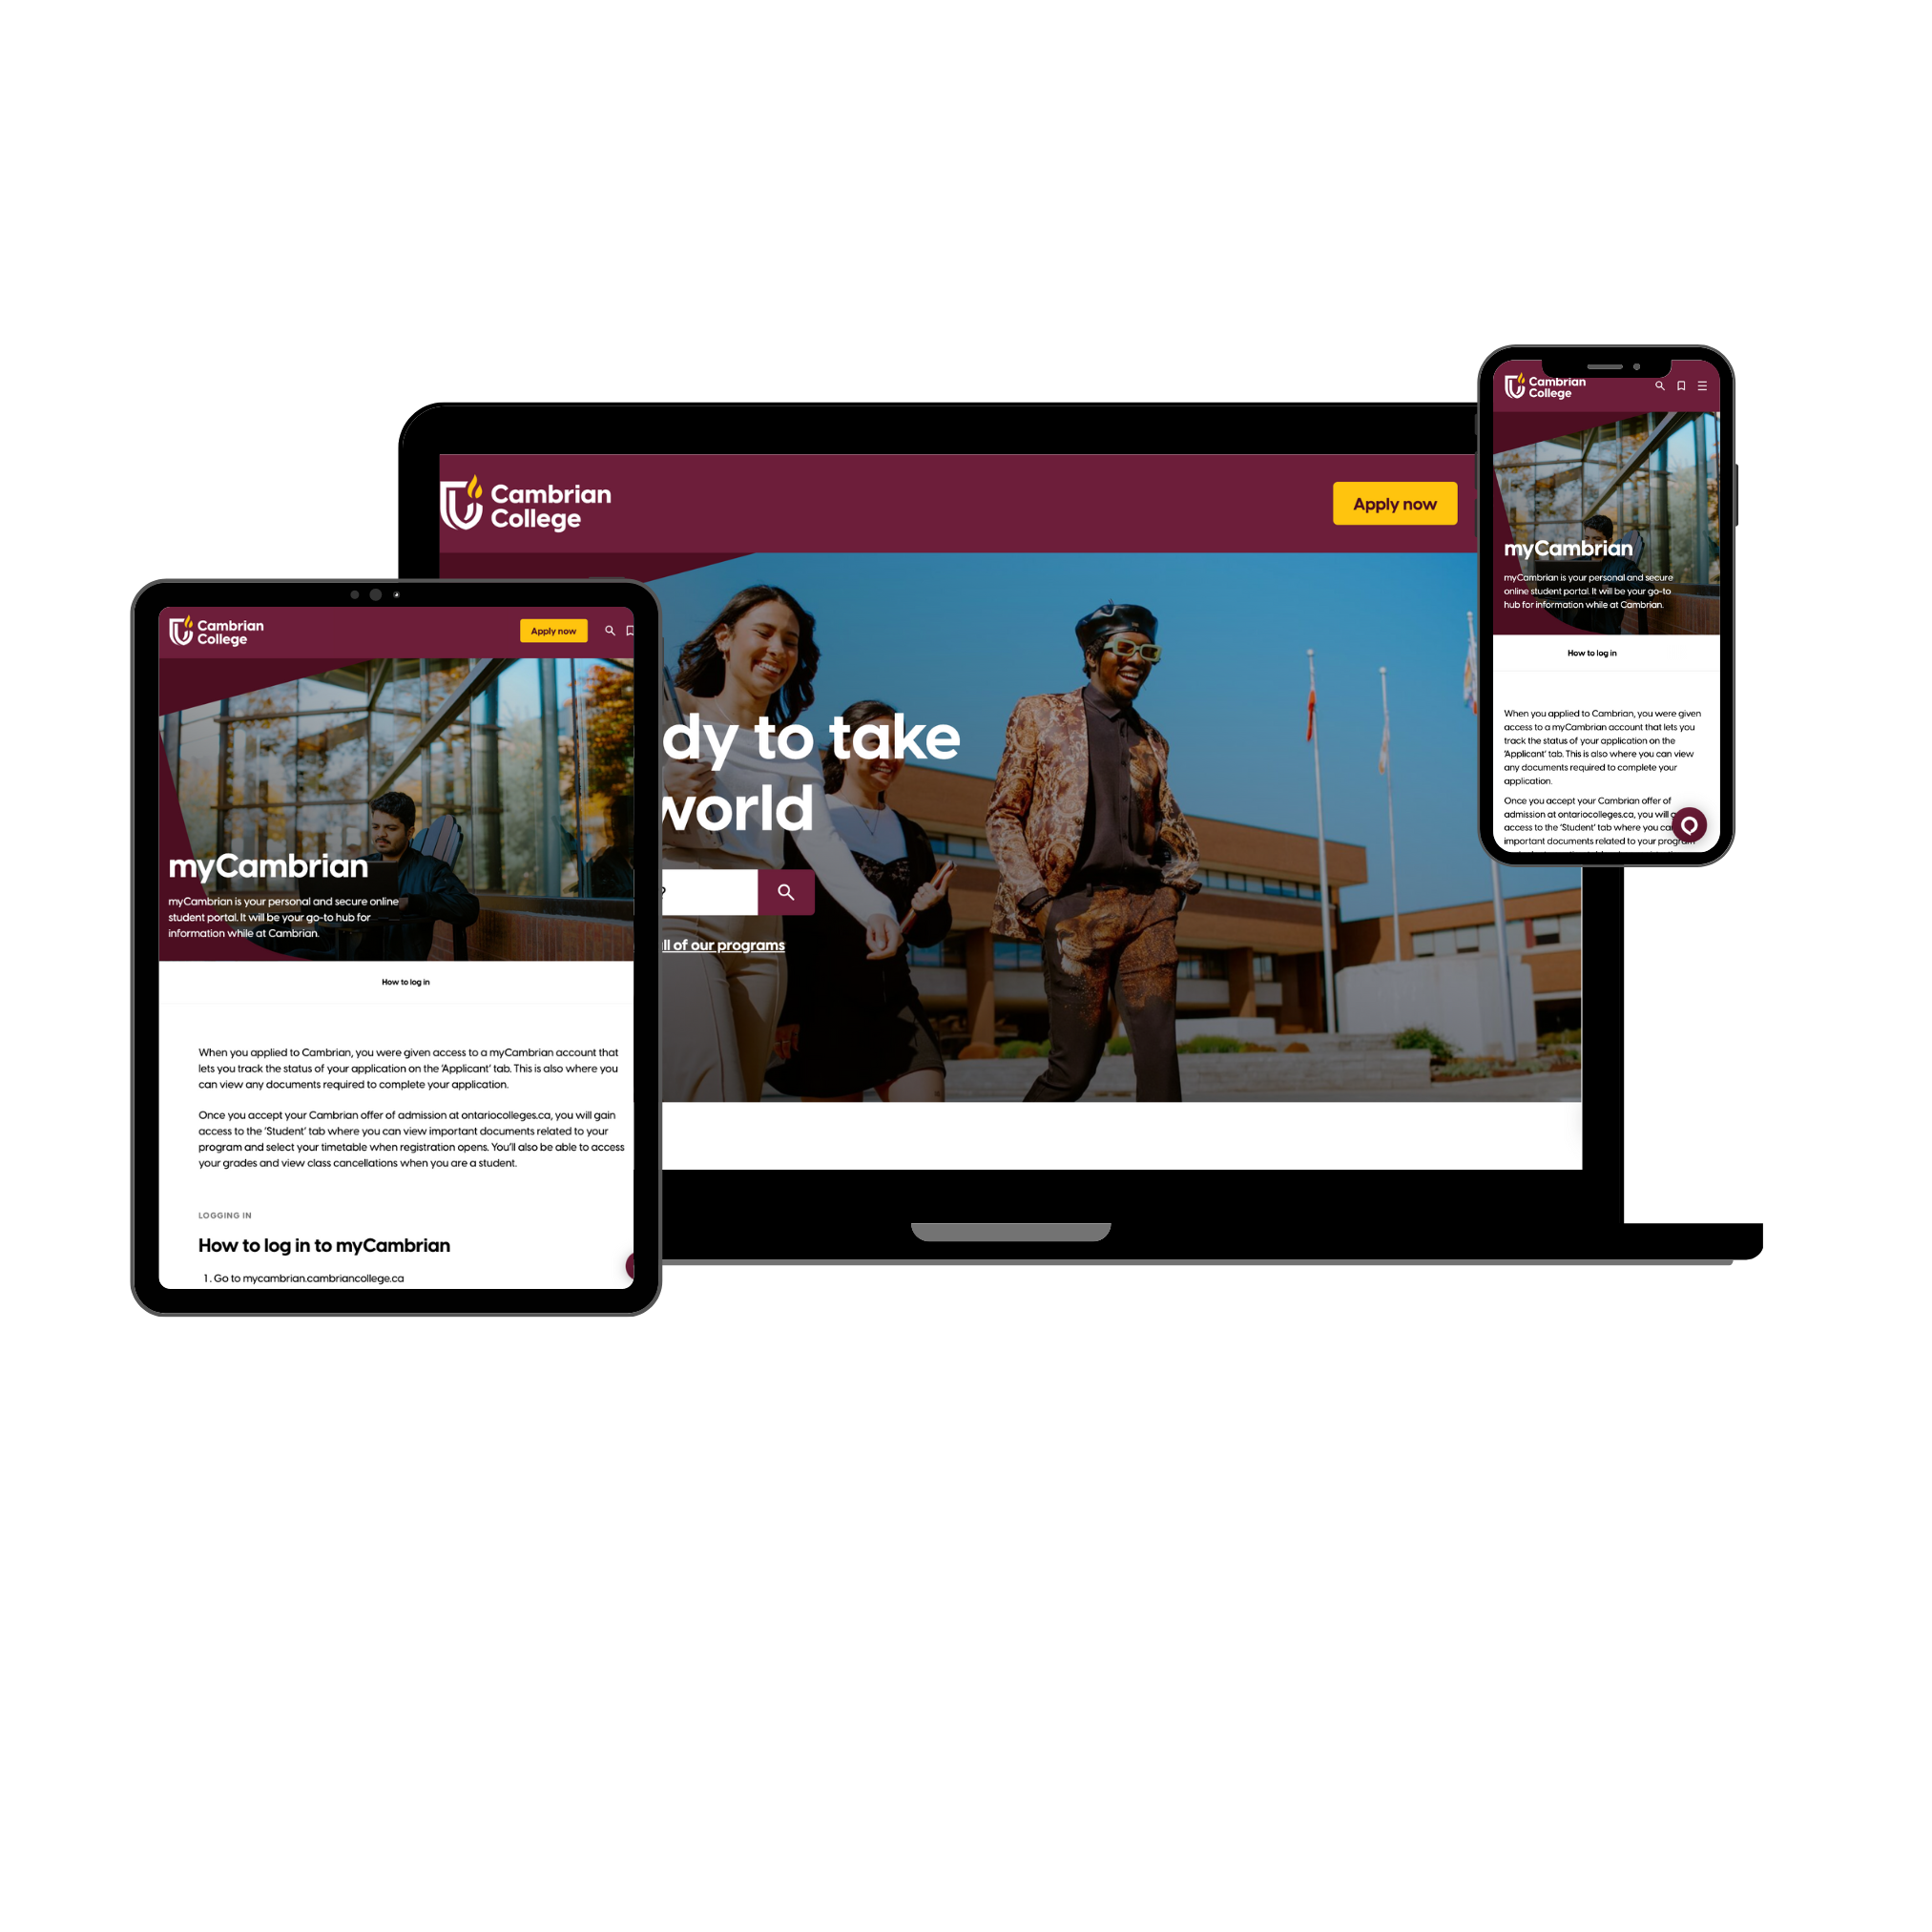 Cambrian
College
Apply now
dy to take
world
?
ll of our programs
Cambrian
College
Apply now
myCambrian
myCambrian is your personal and secure online
student portal. It will be your go-to hub for
information while at Cambrian.
How to log in
When you applied to Cambrian, you were given access to a myCambrian account that
lets you track the status of your application on the ‘Applicant’ tab. This is also where you
can view any documents required to complete your application.
Once you accept your Cambrian offer of admission at ontariocolleges.ca, you will gain
access to the ‘Student’ tab where you can view important documents related to your
program and select your timetable when registration opens. You’ll also be able to access
your grades and view class cancellations when you are a student.
LOGGING IN
How to log in to myCambrian
1. Go to mycambrian.cambriancollege.ca
Cambrian
College
myCambrian
myCambrian is your personal and secure
online student portal. It will be your go-to
hub for information while at Cambrian.
How to log in
When you applied to Cambrian, you were given
access to a myCambrian account that lets you
track the status of your application on the
‘Applicant’ tab. This is also where you can view
any documents required to complete your
application.
Once you accept your Cambrian offer of
admission at ontariocolleges.ca, you will
access to the ‘Student’ tab where you
important documents related to your